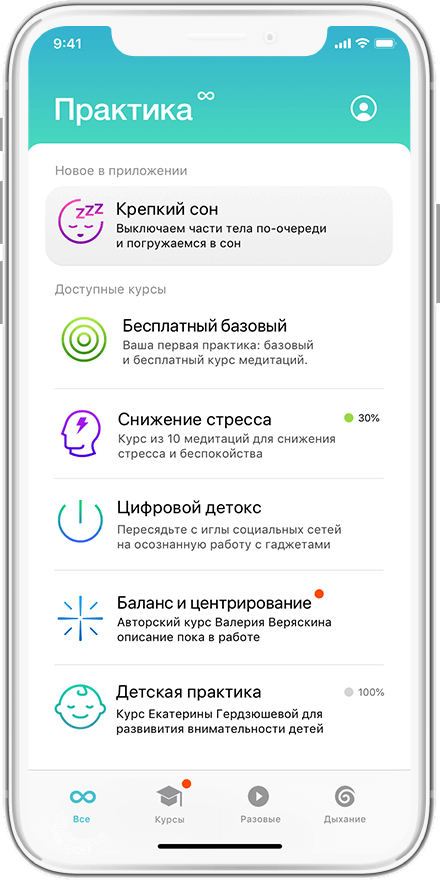 9:41
Практика∞
Новое в приложении
zzz
Крепкий сон
Выключаем части тела по-очереди
и погружаемся в сон
Доступные курсы
Бесплатный базовый
Ваша первая практика: базовый
и бесплатный курс медитаций.
Снижение стресса
30%
Курс из 10 медитаций для снижения
стресса и беспокойства
Цифровой детокс
Пересядьте с иглы социальных сетей
на осознанную работу с гаджетами
Баланс и центрирование
Авторский курс Валерия Веряскина
описание пока в работе
Детская практика
100%
Курс Екатерины Гердзюшевой для
развивития внимательности детей
Все
Курсы
Разовые
Дыхание